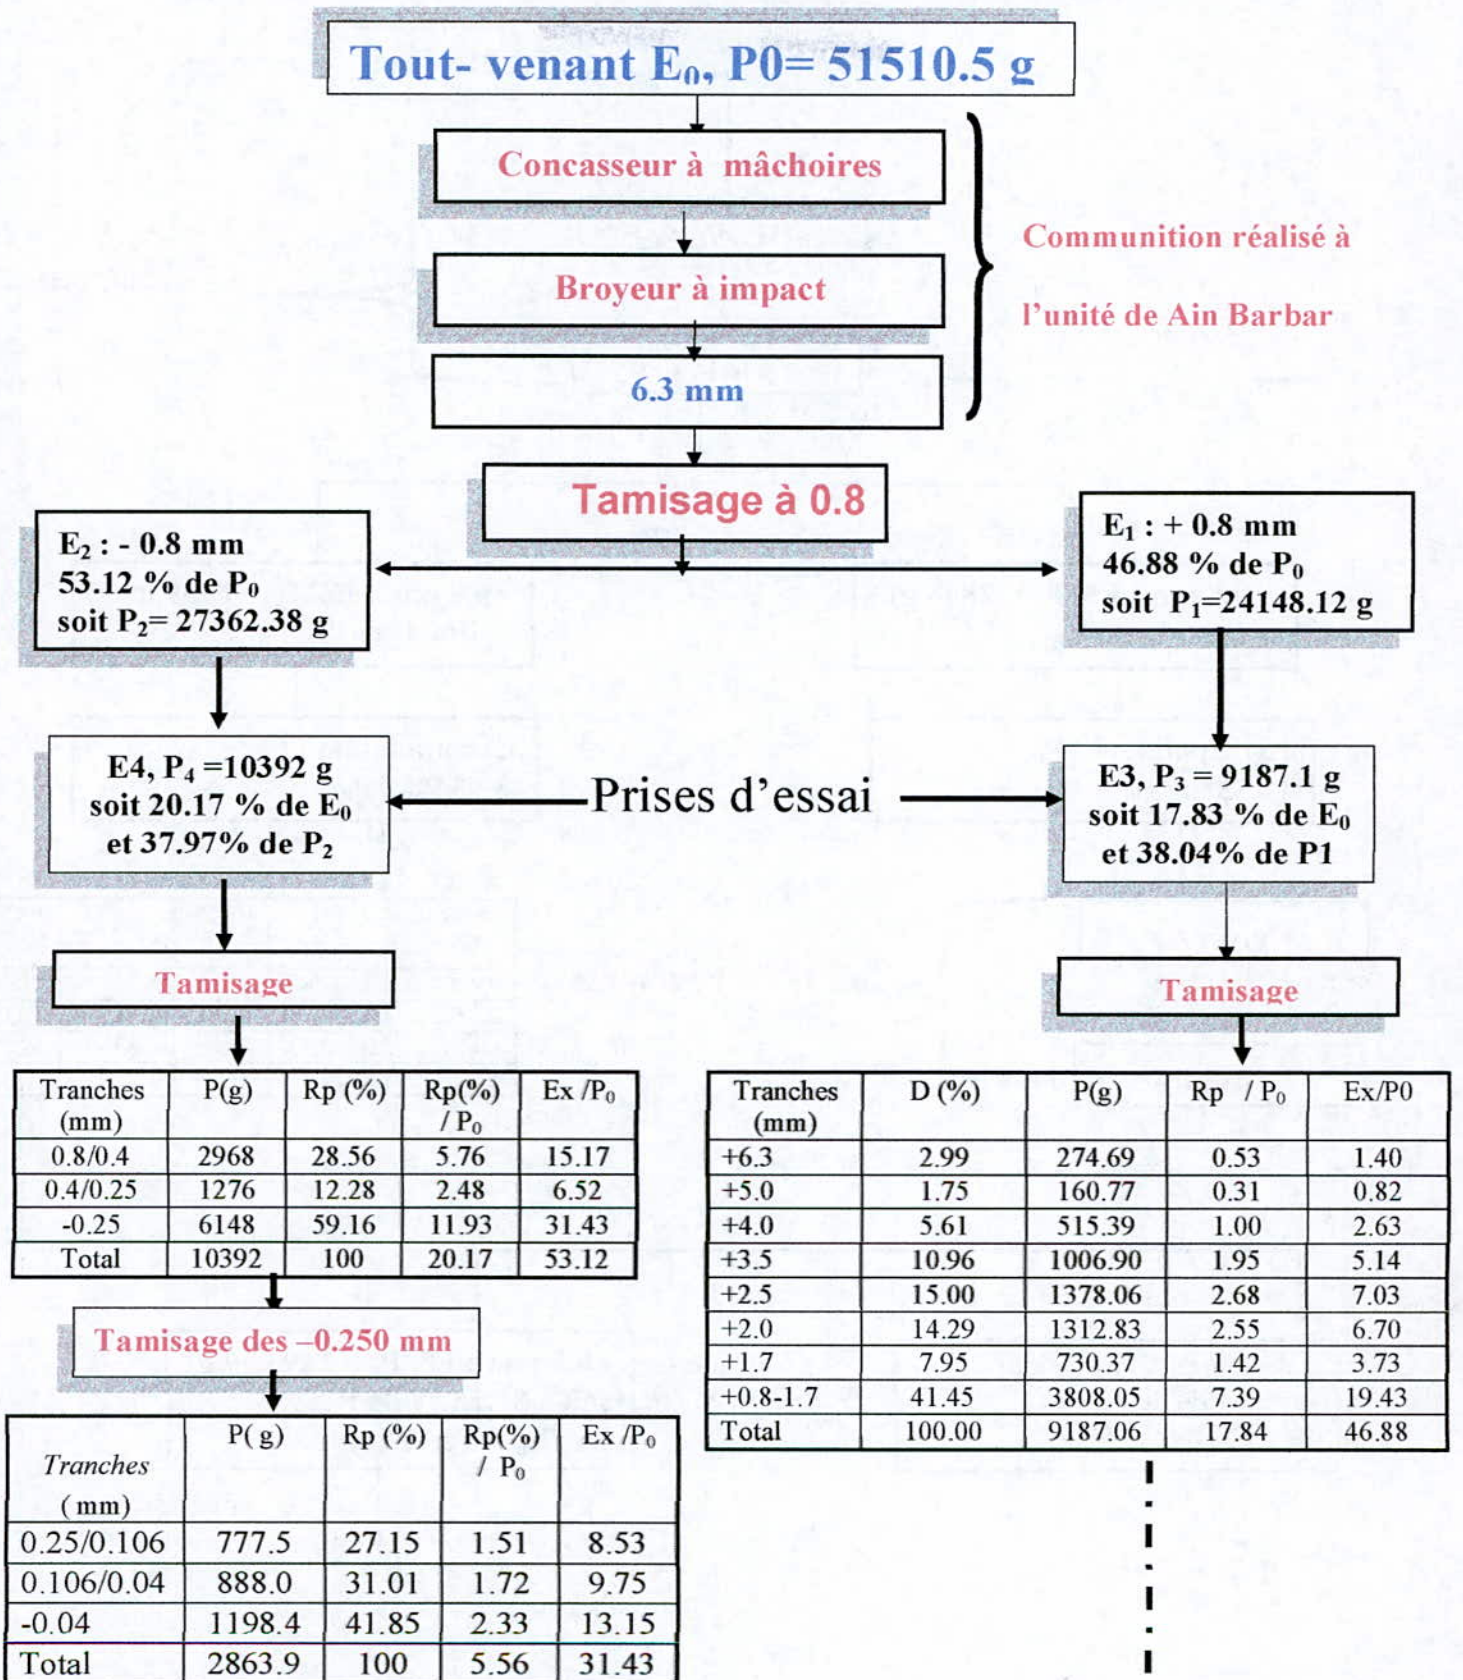 Tout- venant E₀, P0= 51510.5 g
Concasseur à mâchoires
Broyeur à impact
6.3 mm
Communition réalisé à
l'unité de Ain Barbar
Tamisage à 0.8
E₂ : - 0.8 mm
53.12 % de P₀
soit P₂= 27362.38 g
E₁ : + 0.8 mm
46.88 % de P₀
soit P₁=24148.12 g
E4, P₄ =10392 g
soit 20.17 % de E₀
et 37.97% de P₂
Prises d'essai
E3, P₃ = 9187.1 g
soit 17.83 % de E₀
et 38.04% de P1
Tamisage
Tamisage
Tranches (mm) P(g) Rp (%) Rp(%) / P₀ Ex /P₀
0.8/0.4 2968 28.56 5.76 15.17
0.4/0.25 1276 12.28 2.48 6.52
-0.25 6148 59.16 11.93 31.43
Total 10392 100 20.17 53.12
Tranches (mm) D (%) P(g) Rp / P₀ Ex/P0
+6.3 2.99 274.69 0.53 1.40
+5.0 1.75 160.77 0.31 0.82
+4.0 5.61 515.39 1.00 2.63
+3.5 10.96 1006.90 1.95 5.14
+2.5 15.00 1378.06 2.68 7.03
+2.0 14.29 1312.83 2.55 6.70
+1.7 7.95 730.37 1.42 3.73
+0.8-1.7 41.45 3808.05 7.39 19.43
Total 100.00 9187.06 17.84 46.88
Tamisage des –0.250 mm
Tranches (mm) P( g) Rp (%) Rp(%) / P₀ Ex /P₀
0.25/0.106 777.5 27.15 1.51 8.53
0.106/0.04 888.0 31.01 1.72 9.75
-0.04 1198.4 41.85 2.33 13.15
Total 2863.9 100 5.56 31.43